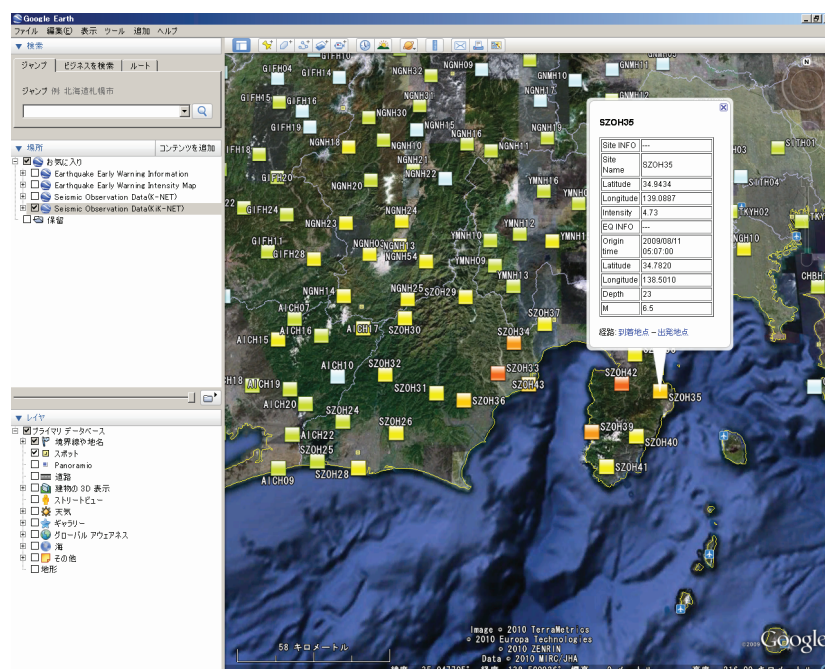 Google Earth
ファイル 編集(E) 表示 ツール 追加 ヘルプ
▼ 検索
ジャンプ ビジネスを検索 ルート
ジャンプ 例 北海道札幌市
▼ 場所
コンテンツを追加
お気に入り
Earthquake Early Warning Information
Earthquake Early Warning Intensity Map
Seismic Observation Data(K-NET)
Seismic Observation Data(KiK-NET)
保留
▼ レイヤ
プライマリ データベース
境界線や地名
スポット
Panoramio
道路
建物の 3D 表示
ストリートビュー
天気
ギャラリー
グローバル アウェアネス
海
その他
地形
GIFH10
GIFH04
GIFH14
NGNH32
NGNH09
GNMH11
GNMH10
GNMH12
GIFH15
GIFH16
NGNH31
NGNH17
NGNH30
GIFH19
NGNH15
NGNH16
NGNH19
GIFH18
NGNH18
NGNH10
NGNH11
NGNH21
NGNH22
GIFH20
NGNH20
YMNH16
GIFH24
NGNH23
NGNH24
YMNH12
GIFH11
YMNH10
GIFH28
NGNH13
NGNH54
YMNH09
YMNH13
NGNH14
NGNH25
SZOH29
AICH07
SZOH37
AICH16
AICH17
SZOH30
SZOH34
AICH15
AICH10
SZOH32
SZOH33
SZOH42
AICH19
SZOH31
SZOH43
SZOH35
AICH20
SZOH36
SZOH24
SZOH26
SZOH39
AICH22
SZOH40
SZOH25
AICH09
SZOH28
SZOH41
SITH01
SITH04
TKYH02
SZOH35
Site INFO ---
Site Name SZOH35
Latitude 34.9434
Longitude 139.0887
Intensity 4.73
EQ INFO ---
Origin time 2009/08/11 05:07:00
Latitude 34.7820
Longitude 138.5010
Depth 23
M 6.5
経路: 到着地点 – 出発地点
N
58 キロメートル
Image © 2010 TerraMetrics
© 2010 Europa Technologies
© 2010 ZENRIN
Data © 2010 MIRC/JHA
©2009 Google